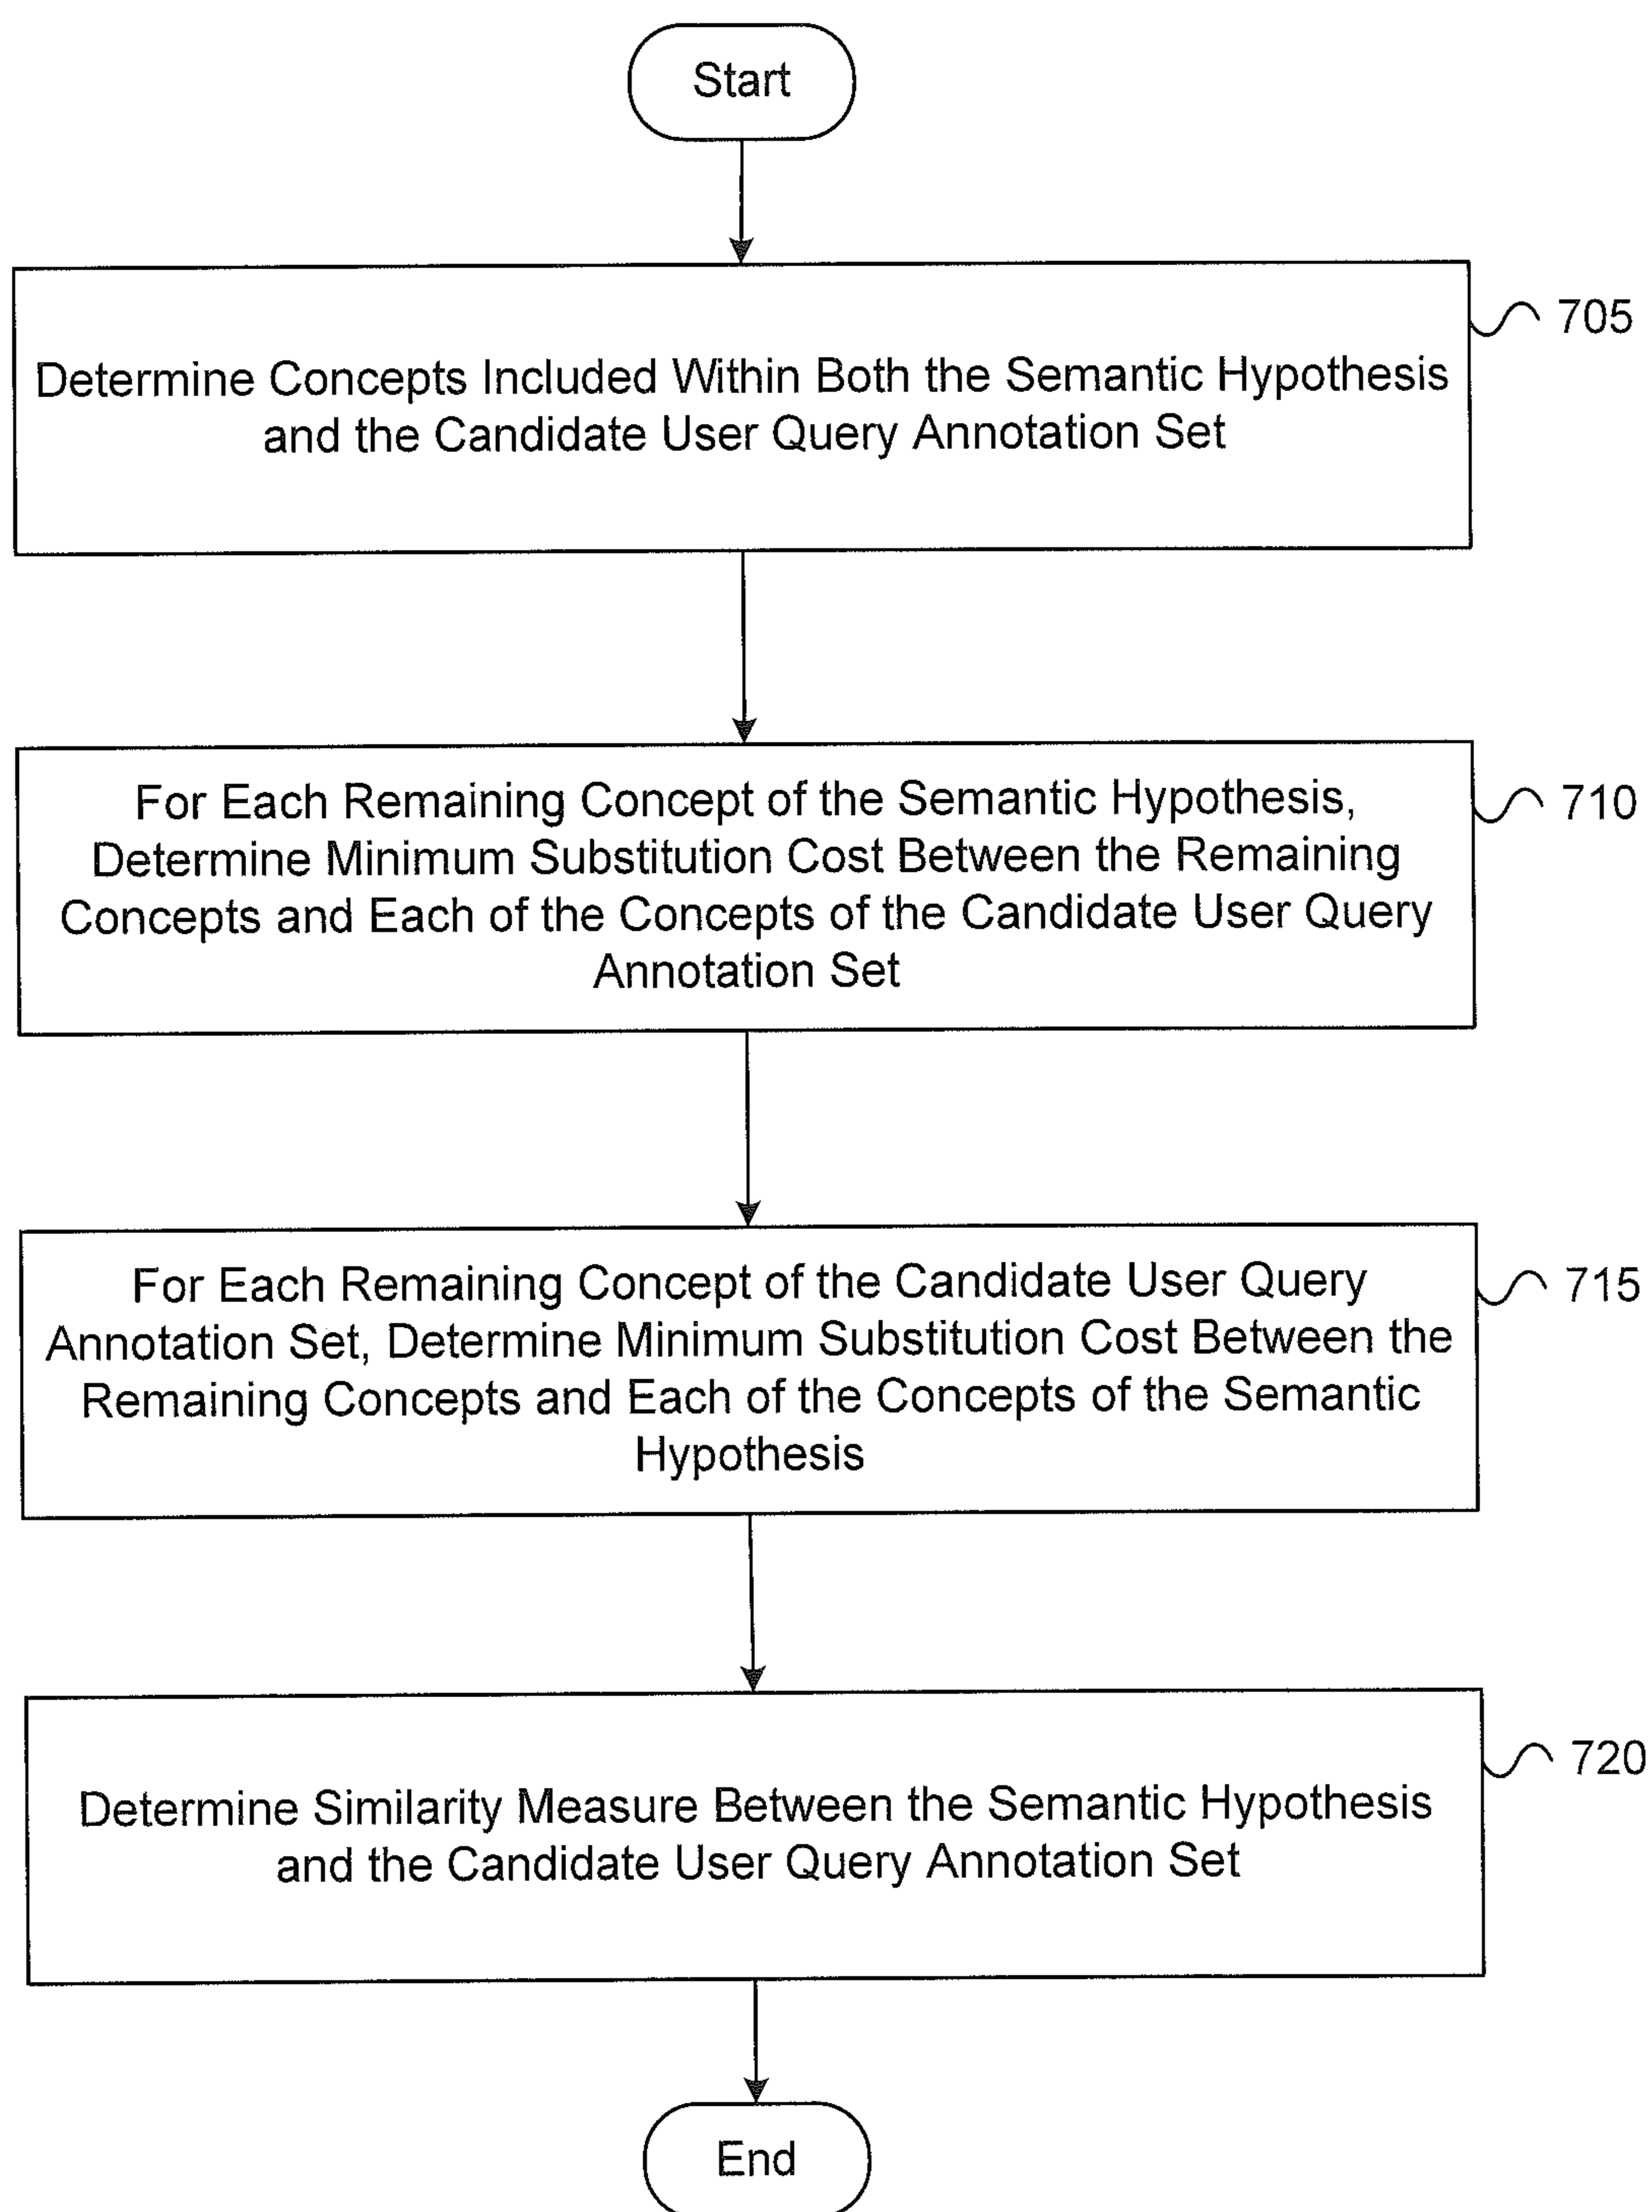 Start
705
Determine Concepts Included Within Both the Semantic Hypothesis
and the Candidate User Query Annotation Set
710
For Each Remaining Concept of the Semantic Hypothesis,
Determine Minimum Substitution Cost Between the Remaining
Concepts and Each of the Concepts of the Candidate User Query
Annotation Set
715
For Each Remaining Concept of the Candidate User Query
Annotation Set, Determine Minimum Substitution Cost Between the
Remaining Concepts and Each of the Concepts of the Semantic
Hypothesis
720
Determine Similarity Measure Between the Semantic Hypothesis
and the Candidate User Query Annotation Set
End